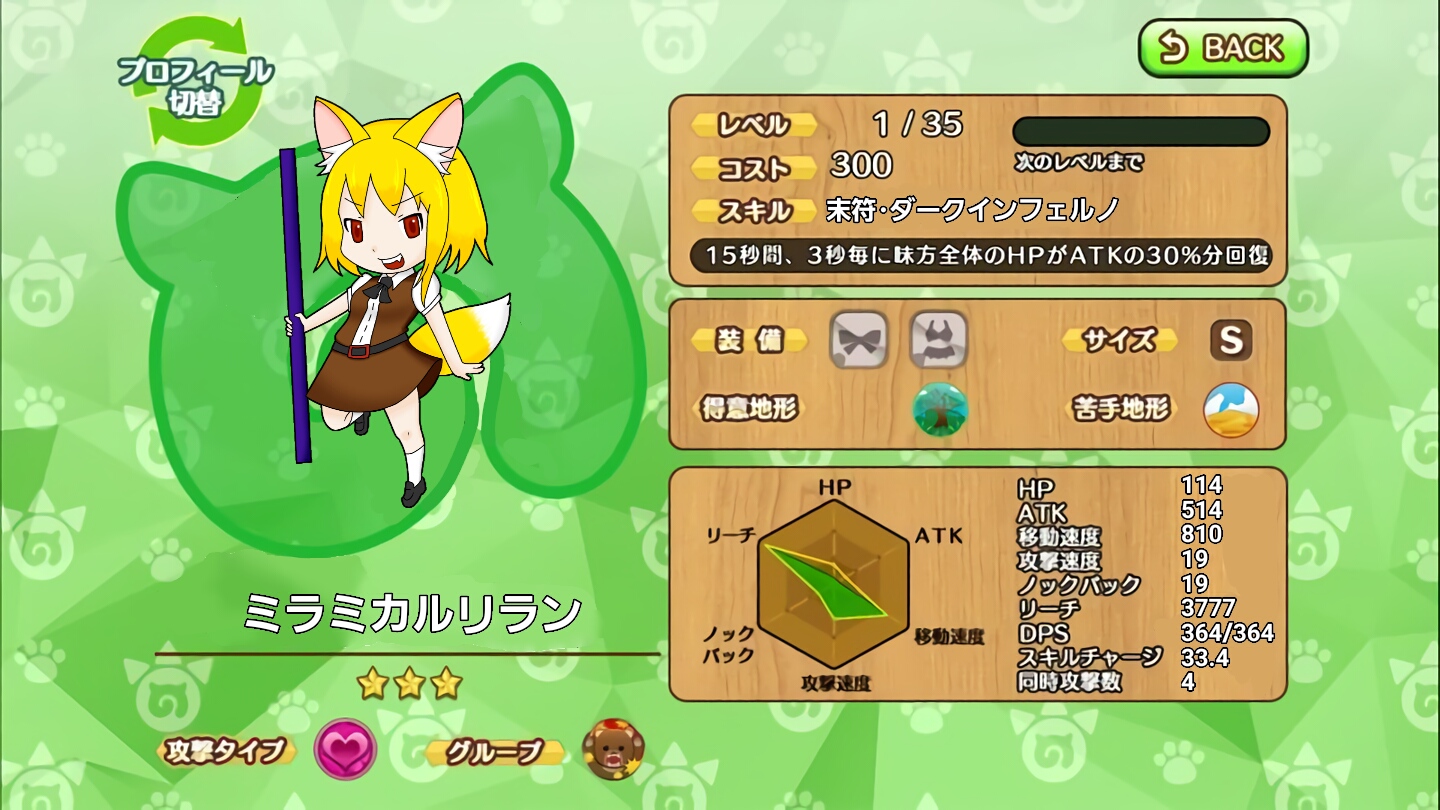 プロフィール
切替
BACK
レベル 1 / 35
次のレベルまで
コスト 300
スキル 末符・ダークインフェルノ
15秒間、3秒毎に味方全体のHPがATKの30%分回復
装備
サイズ S
得意地形
苦手地形
HP
ATK
移動速度
攻撃速度
ノック
バック
リーチ
HP 114
ATK 514
移動速度 810
攻撃速度 19
ノックバック 19
リーチ 3777
DPS 364/364
スキルチャージ 33.4
同時攻撃数 4
ミラミカルリラン
攻撃タイプ
グループ